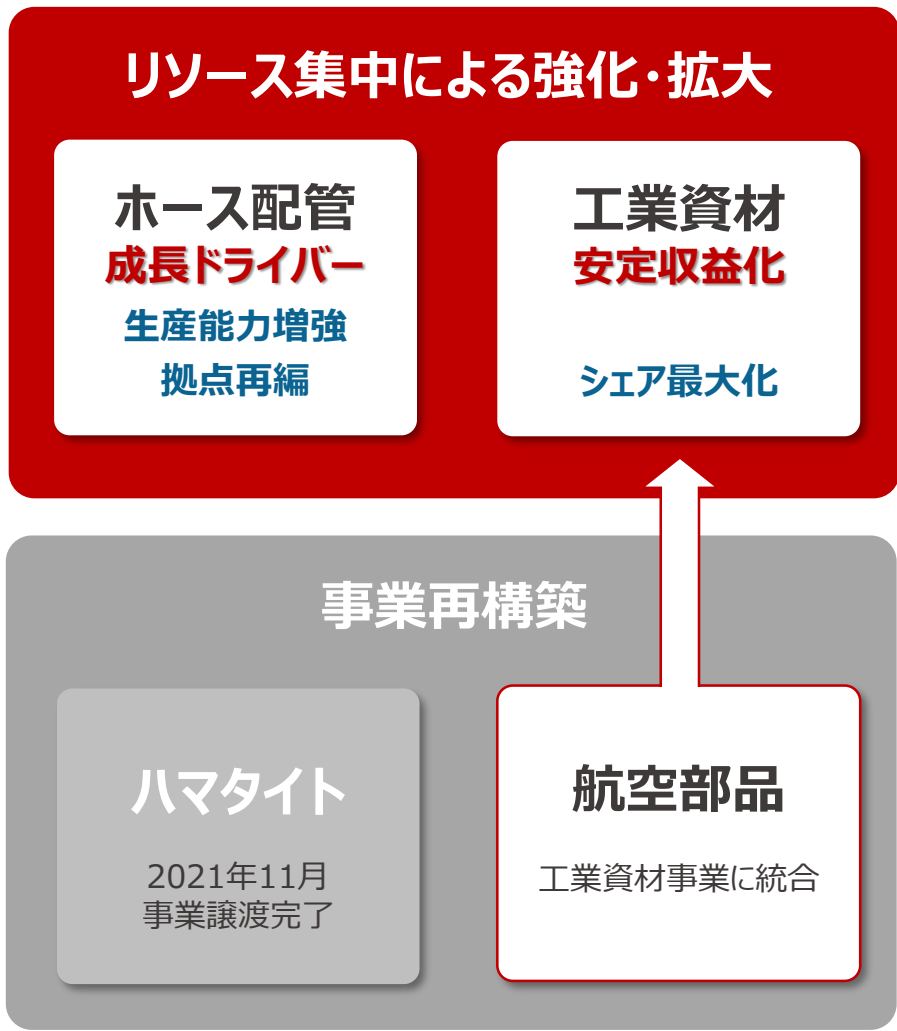 リソース集中による強化・拡大
ホース配管
成長ドライバー
生産能力増強
拠点再編
工業資材
安定収益化
シェア最大化
事業再構築
ハマタイト
2021年11月
事業譲渡完了
航空部品
工業資材事業に統合